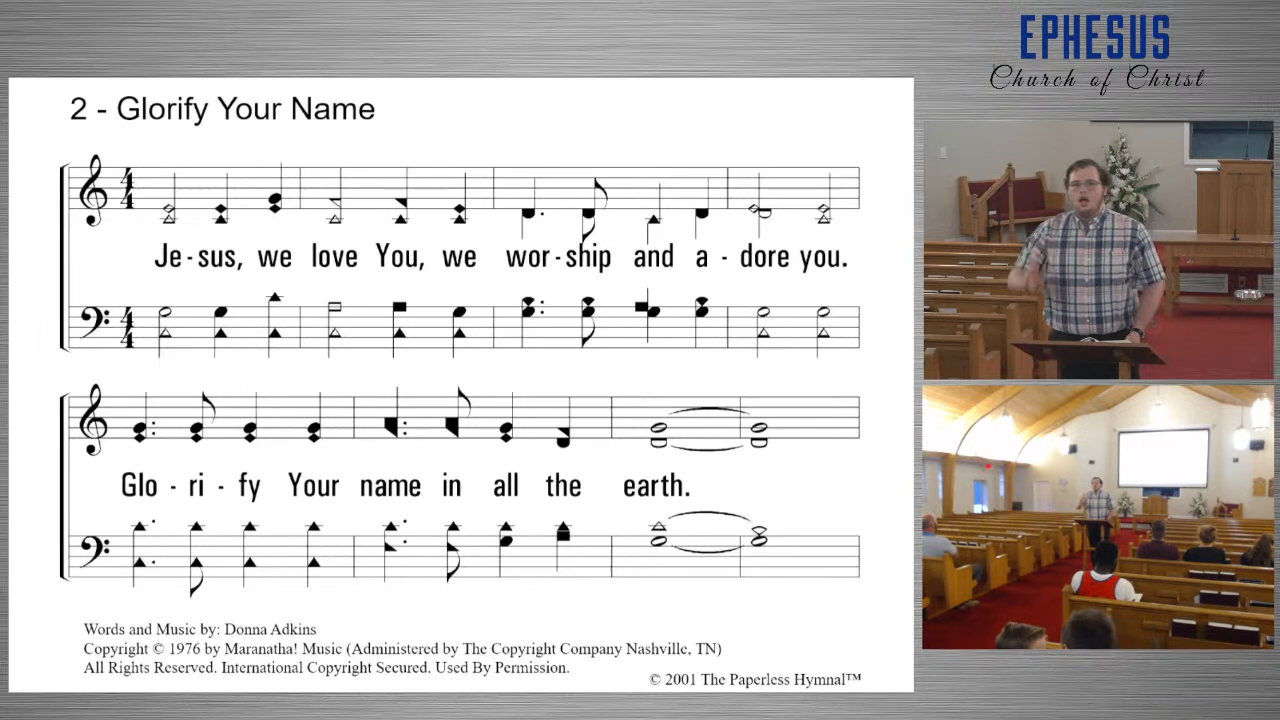 EPHESUS
Church of Christ
2 - Glorify Your Name
Je - sus, we love You, we wor - ship and a - dore you.
Glo - ri - fy Your name in all the earth.
Words and Music by: Donna Adkins
Copyright © 1976 by Maranatha! Music (Administered by The Copyright Company Nashville, TN)
All Rights Reserved. International Copyright Secured. Used By Permission.
© 2001 The Paperless Hymnal™